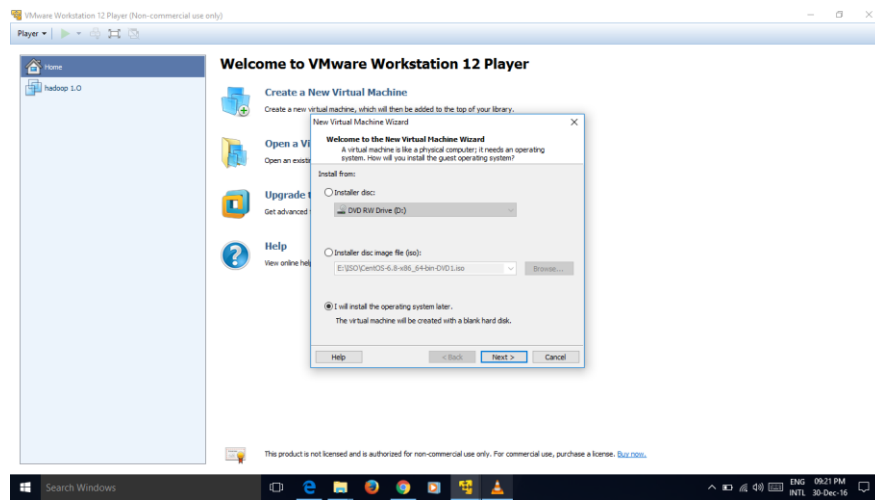 VMware Workstation 12 Player (Non-commercial use only)
Player
Home
hadoop 1.0
Welcome to VMware Workstation 12 Player
Create a New Virtual Machine
Create a new virtual machine, which will then be added to the top of your library.
Open a Vi
Open an existi
Upgrade t
Get advanced
Help
View online help
New Virtual Machine Wizard
Welcome to the New Virtual Machine Wizard
A virtual machine is like a physical computer; it needs an operating
system. How will you install the guest operating system?
Install from:
Installer disc:
DVD RW Drive (D:)
Installer disc image file (iso):
E:\ISO\CentOS-6.8-x86_64-bin-DVD1.iso
Browse...
I will install the operating system later.
The virtual machine will be created with a blank hard disk.
Help
< Back
Next >
Cancel
This product is not licensed and is authorized for non-commercial use only. For commercial use, purchase a license. Buy now.
Search Windows
ENG 09:21 PM
INTL 30-Dec-16